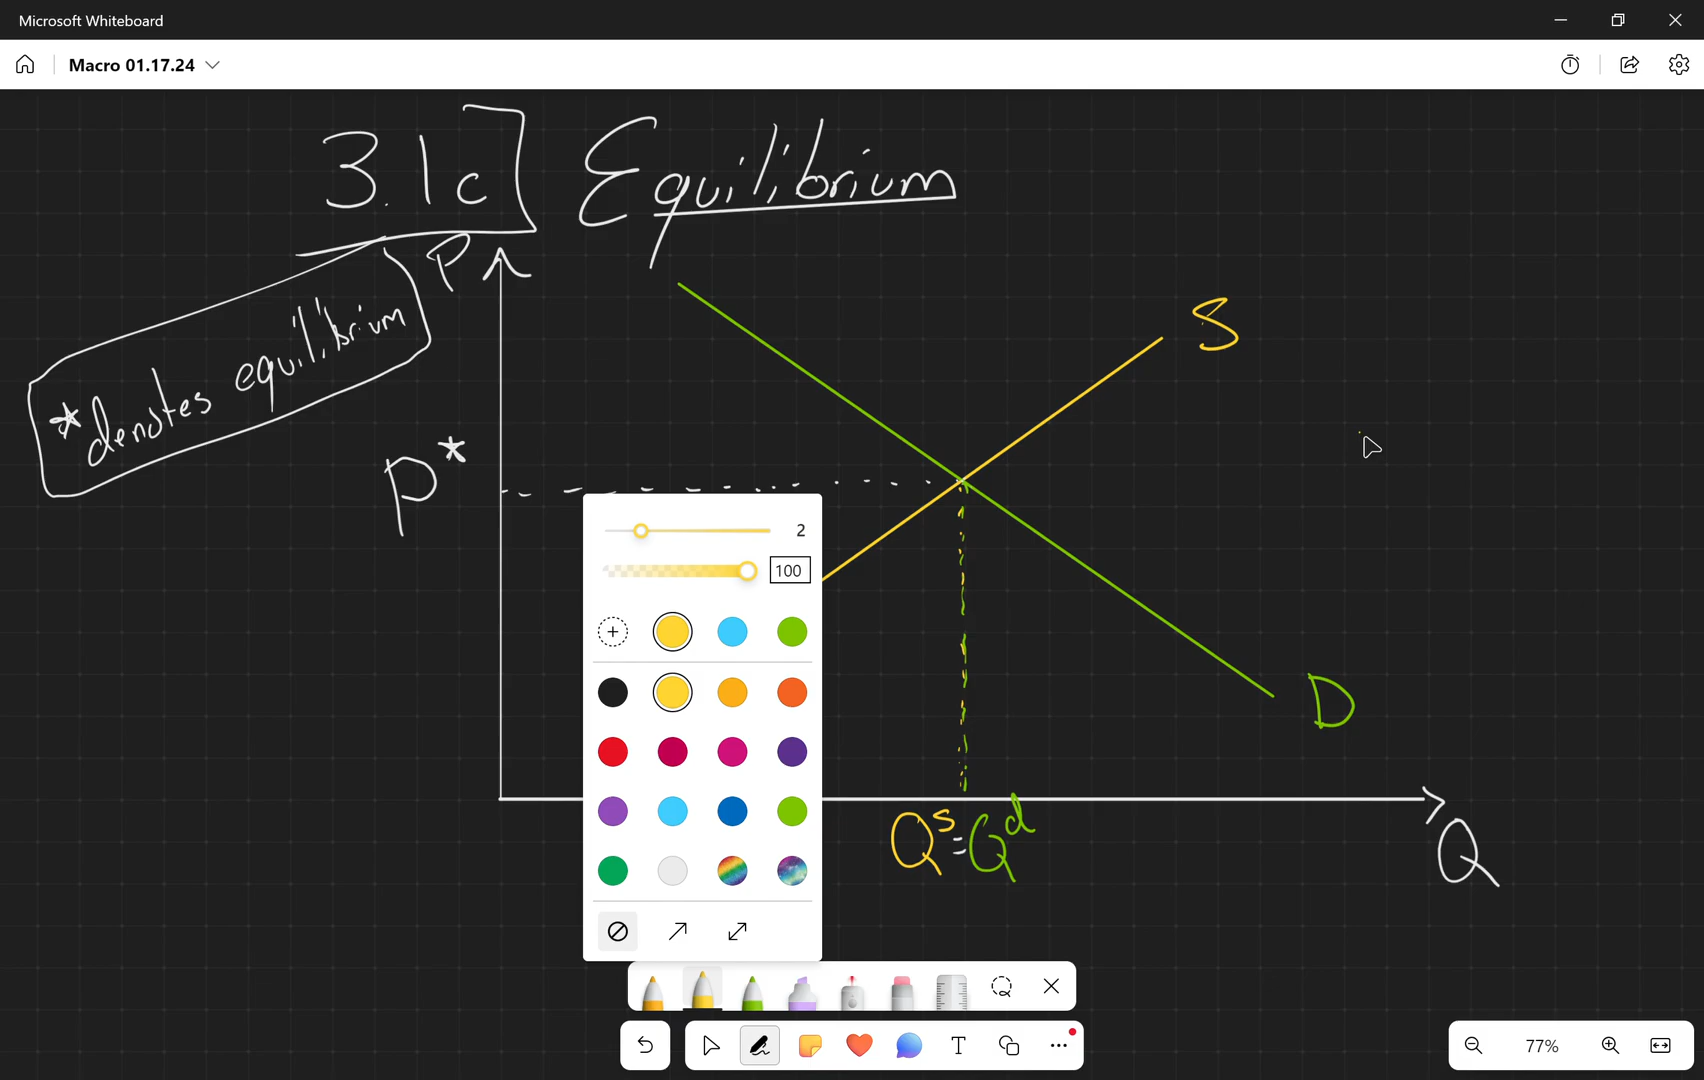 Microsoft Whiteboard
Macro 01.17.24
3.1c] Equilibrium
P
*denotes equilibrium
S
P*
2
100
D
Qˢ=Qᵈ
Q
77%